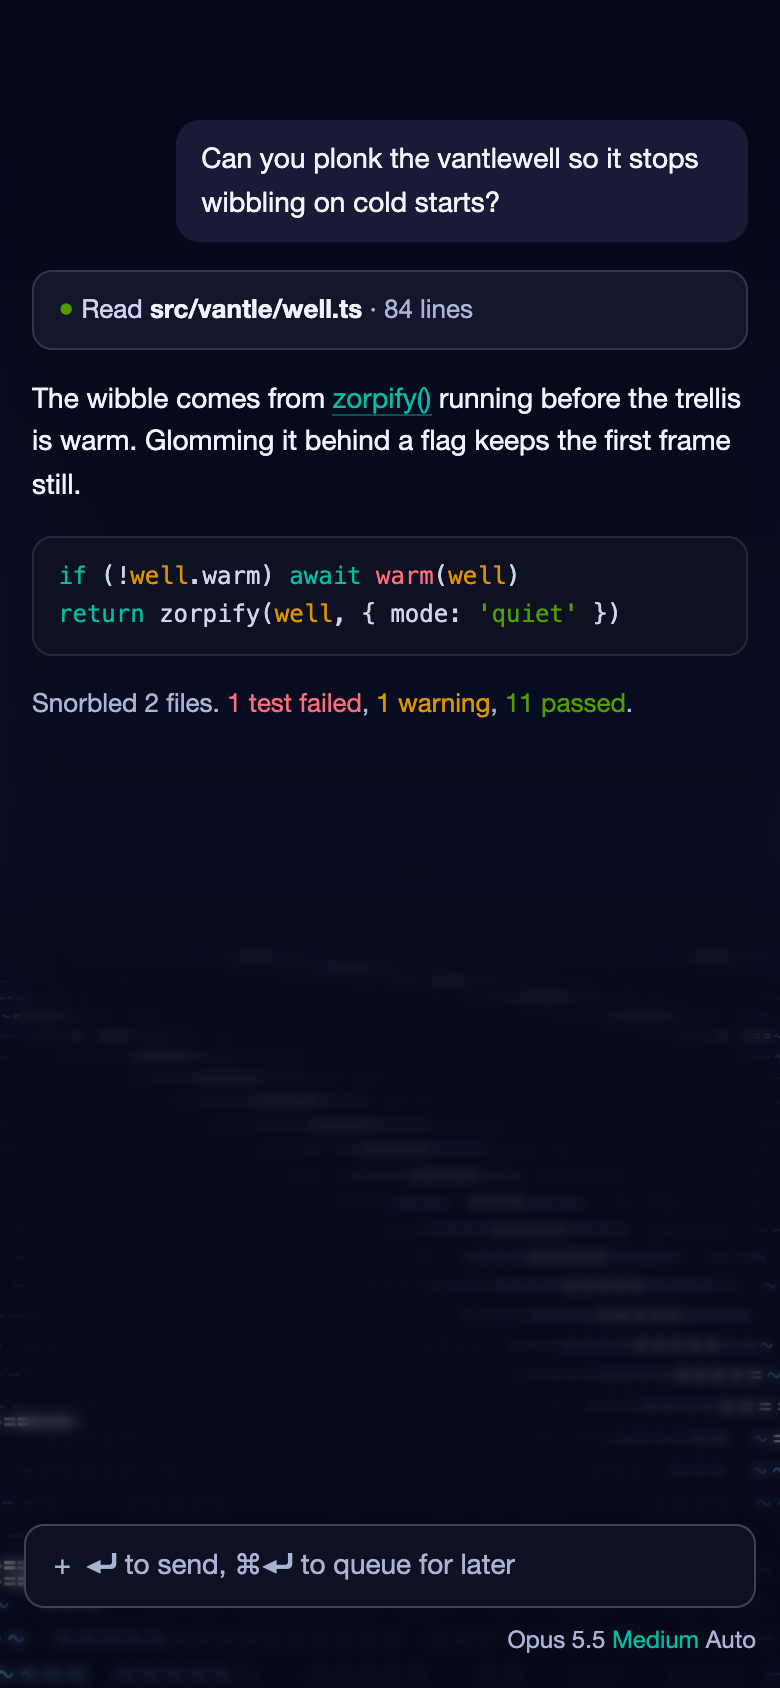 Can you plonk the vantlewell so it stops
wibbling on cold starts?
Read src/vantle/well.ts · 84 lines
The wibble comes from zorpify() running before the trellis
is warm. Glomming it behind a flag keeps the first frame
still.
if (!well.warm) await warm(well)
return zorpify(well, { mode: 'quiet' })
Snorbled 2 files. 1 test failed, 1 warning, 11 passed.
+ ↵ to send, ⌘↵ to queue for later
Opus 5.5 Medium Auto